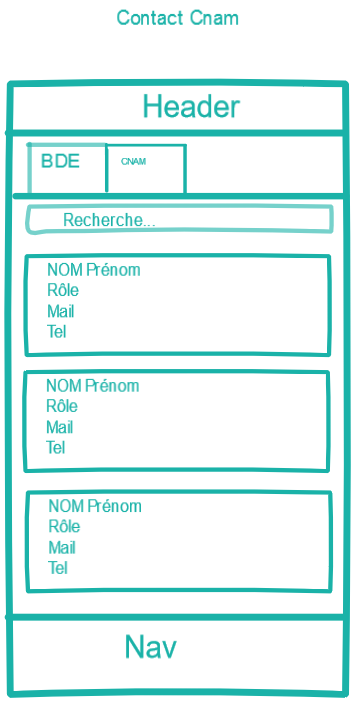 Contact Cnam
Header
BDE
CNAM
Recherche...
NOM Prénom
Rôle
Mail
Tel
NOM Prénom
Rôle
Mail
Tel
NOM Prénom
Rôle
Mail
Tel
Nav